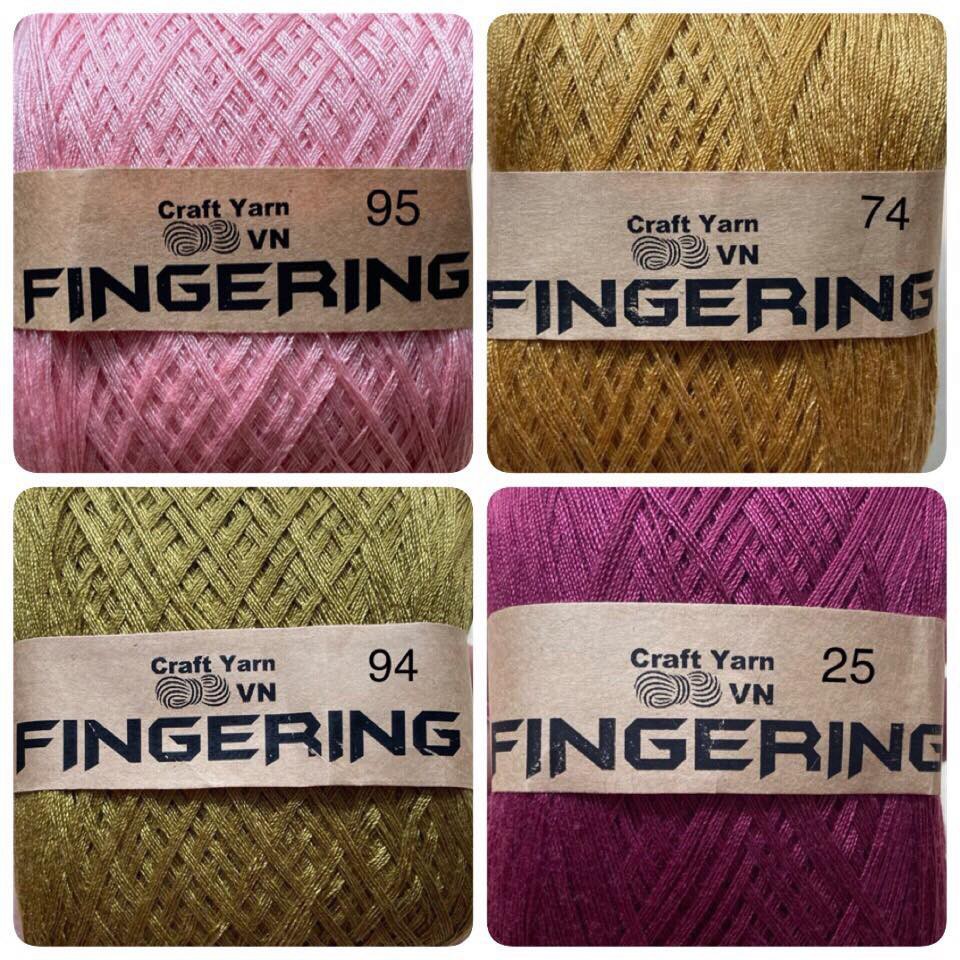 Craft Yarn 95
VN
FINGERING
Craft Yarn 74
VN
FINGERING
Craft Yarn 94
VN
FINGERING
Craft Yarn 25
VN
FINGERING